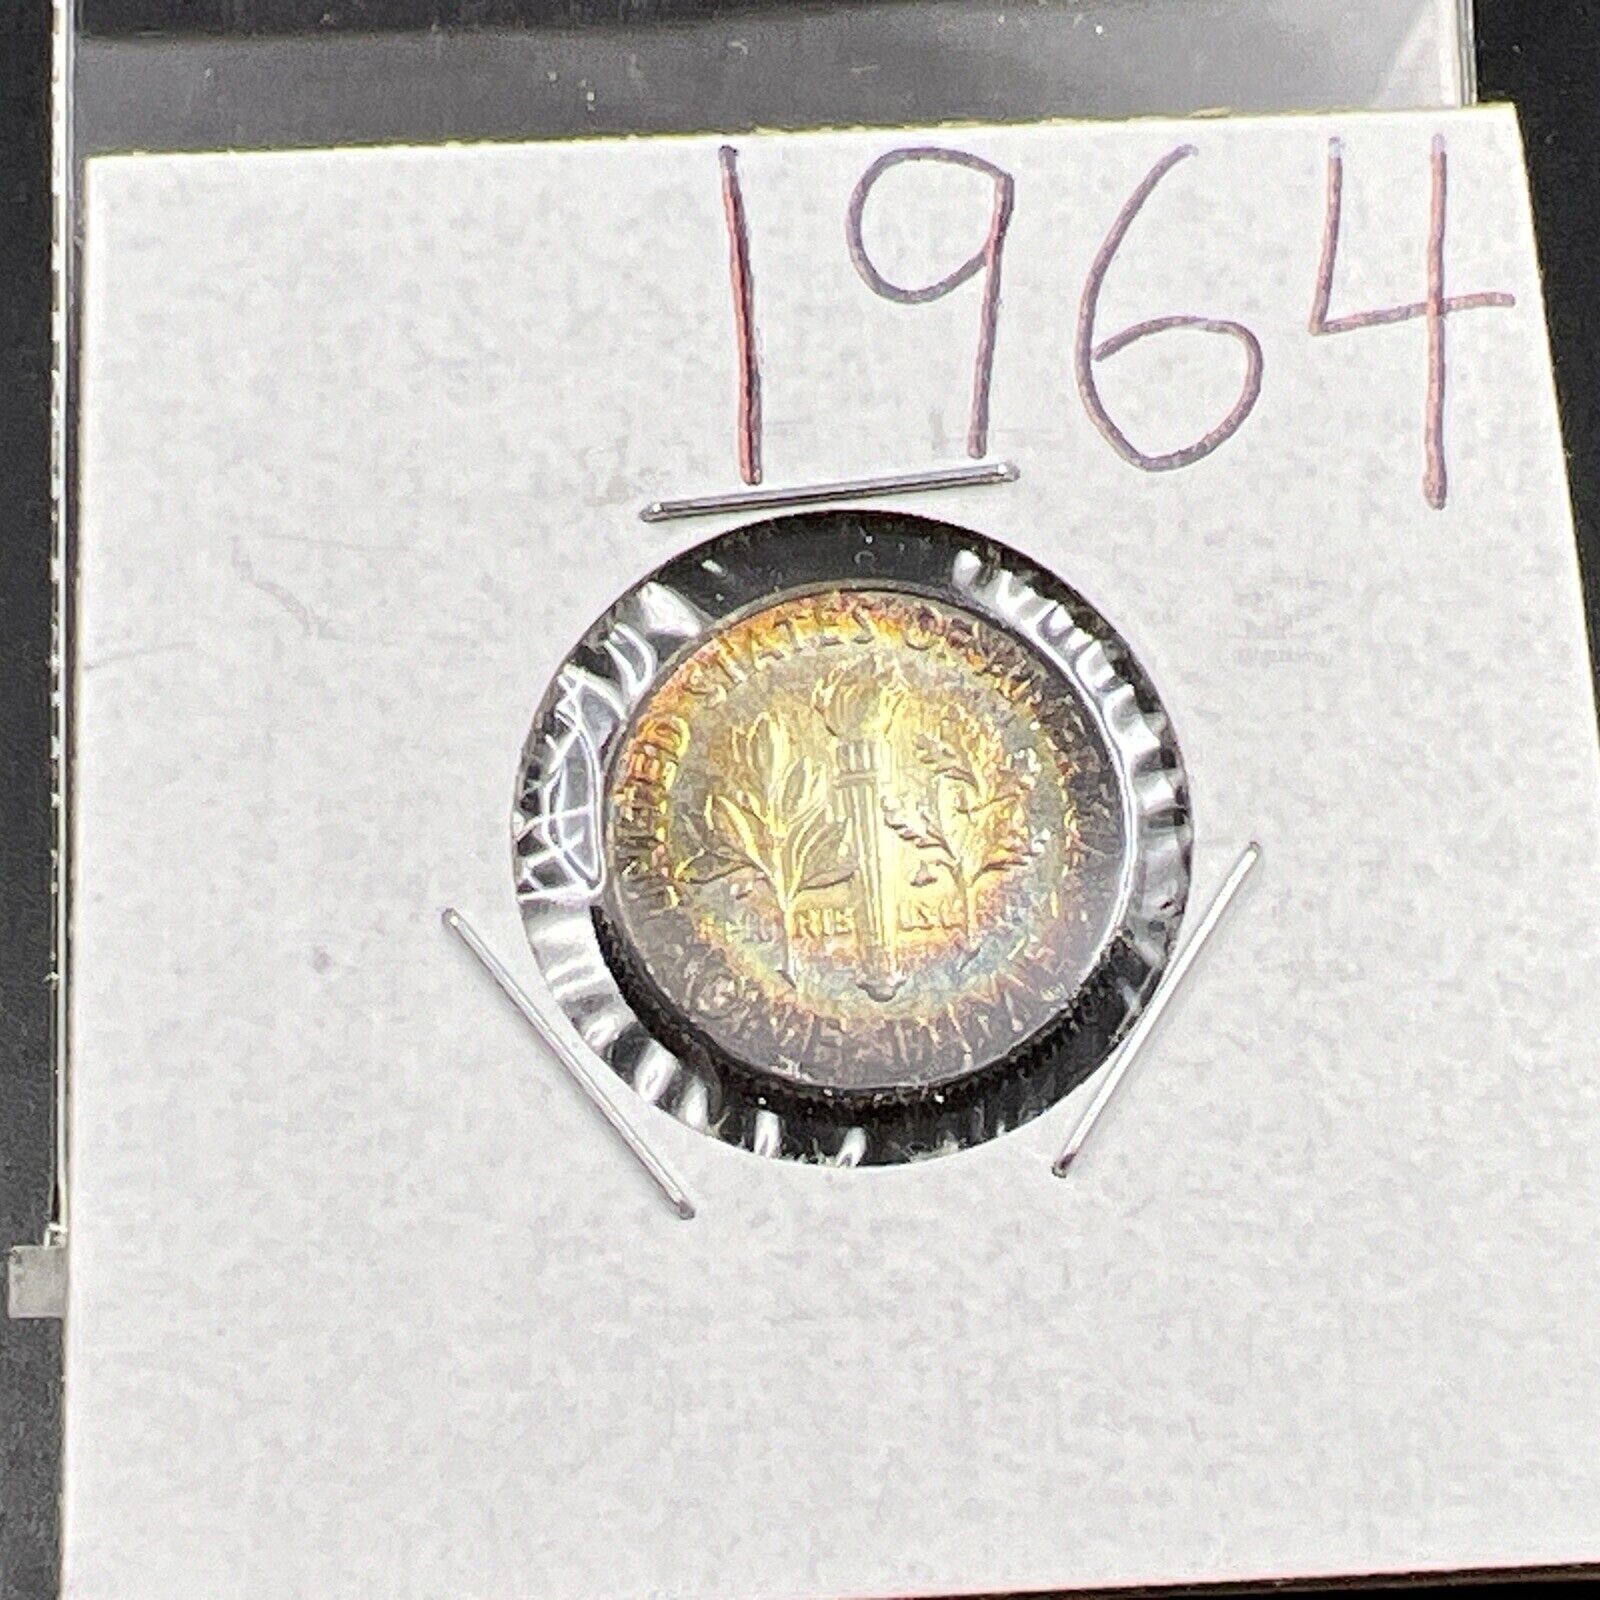 1964
UNITED STATES OF AMERICA
E PLURIBUS UNUM
ONE DIME